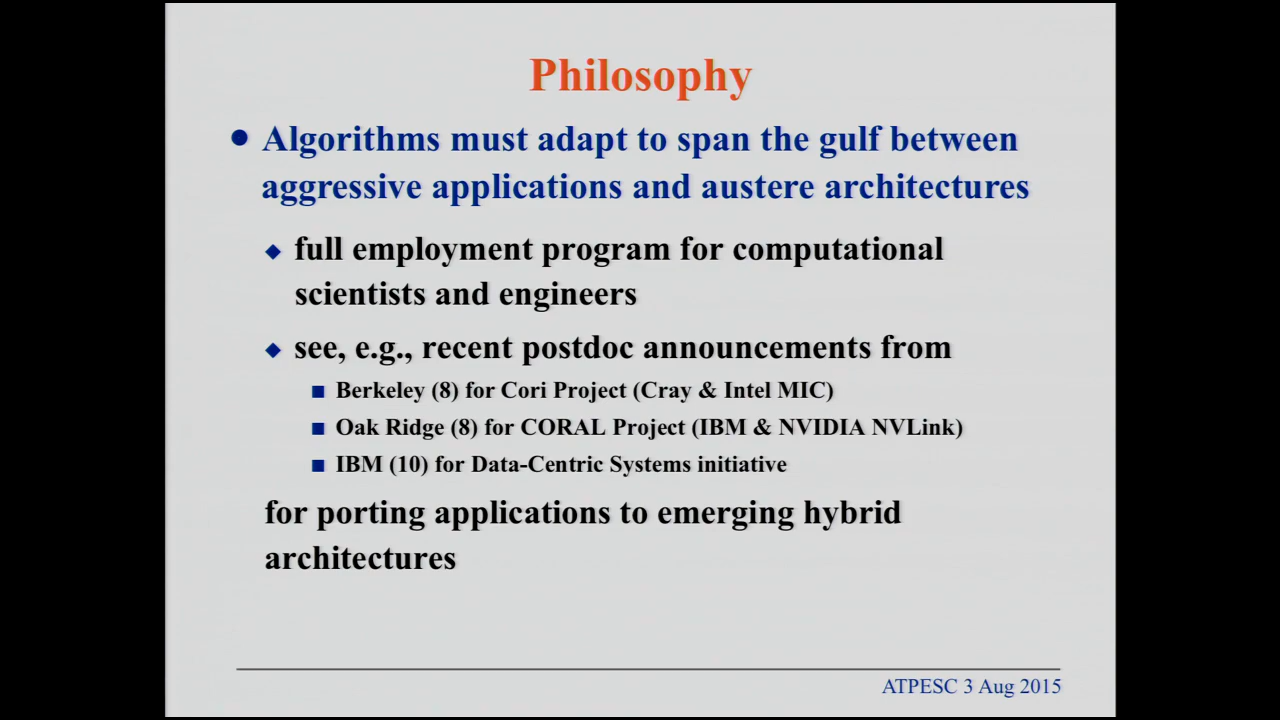 Philosophy
• Algorithms must adapt to span the gulf between
aggressive applications and austere architectures
◆ full employment program for computational
scientists and engineers
◆ see, e.g., recent postdoc announcements from
■ Berkeley (8) for Cori Project (Cray & Intel MIC)
■ Oak Ridge (8) for CORAL Project (IBM & NVIDIA NVLink)
■ IBM (10) for Data-Centric Systems initiative
for porting applications to emerging hybrid
architectures
ATPESC 3 Aug 2015